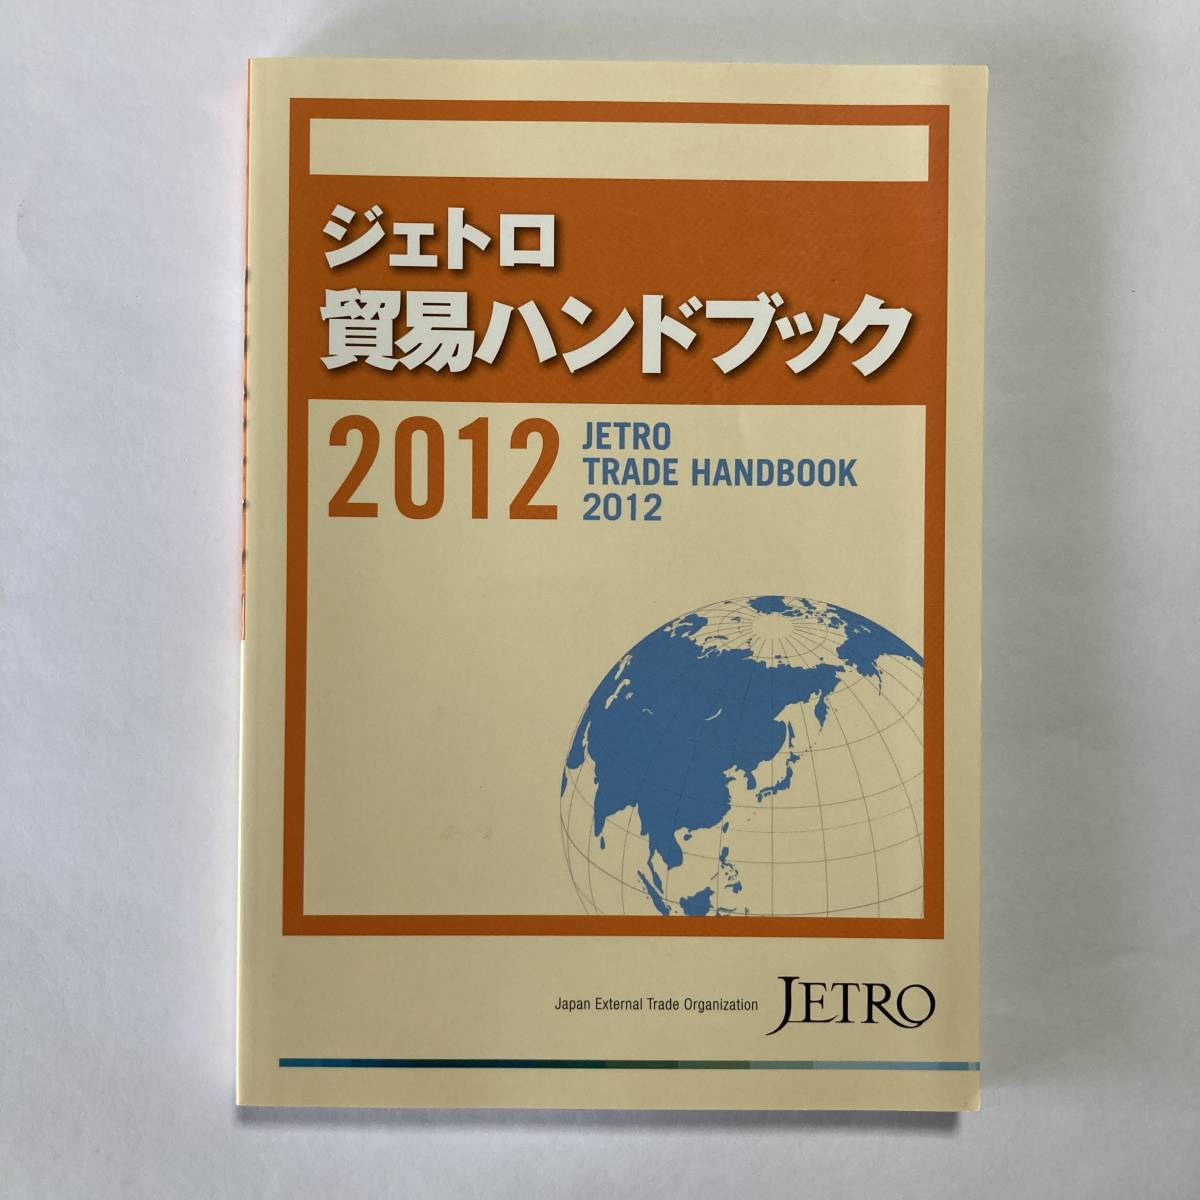 ジェトロ
貿易ハンドブック
2012
JETRO
TRADE HANDBOOK
2012
Japan External Trade Organization
JETRO